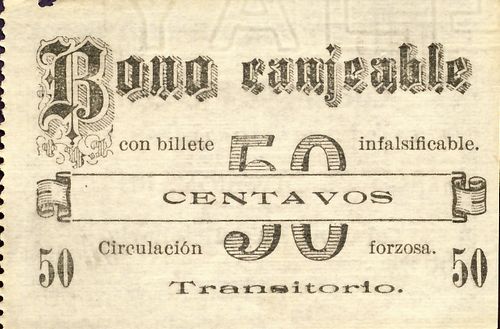 Bono canjeable
con billete 50 infalsificable.
CENTAVOS
Circulación forzosa.
50 50
Transitorio.